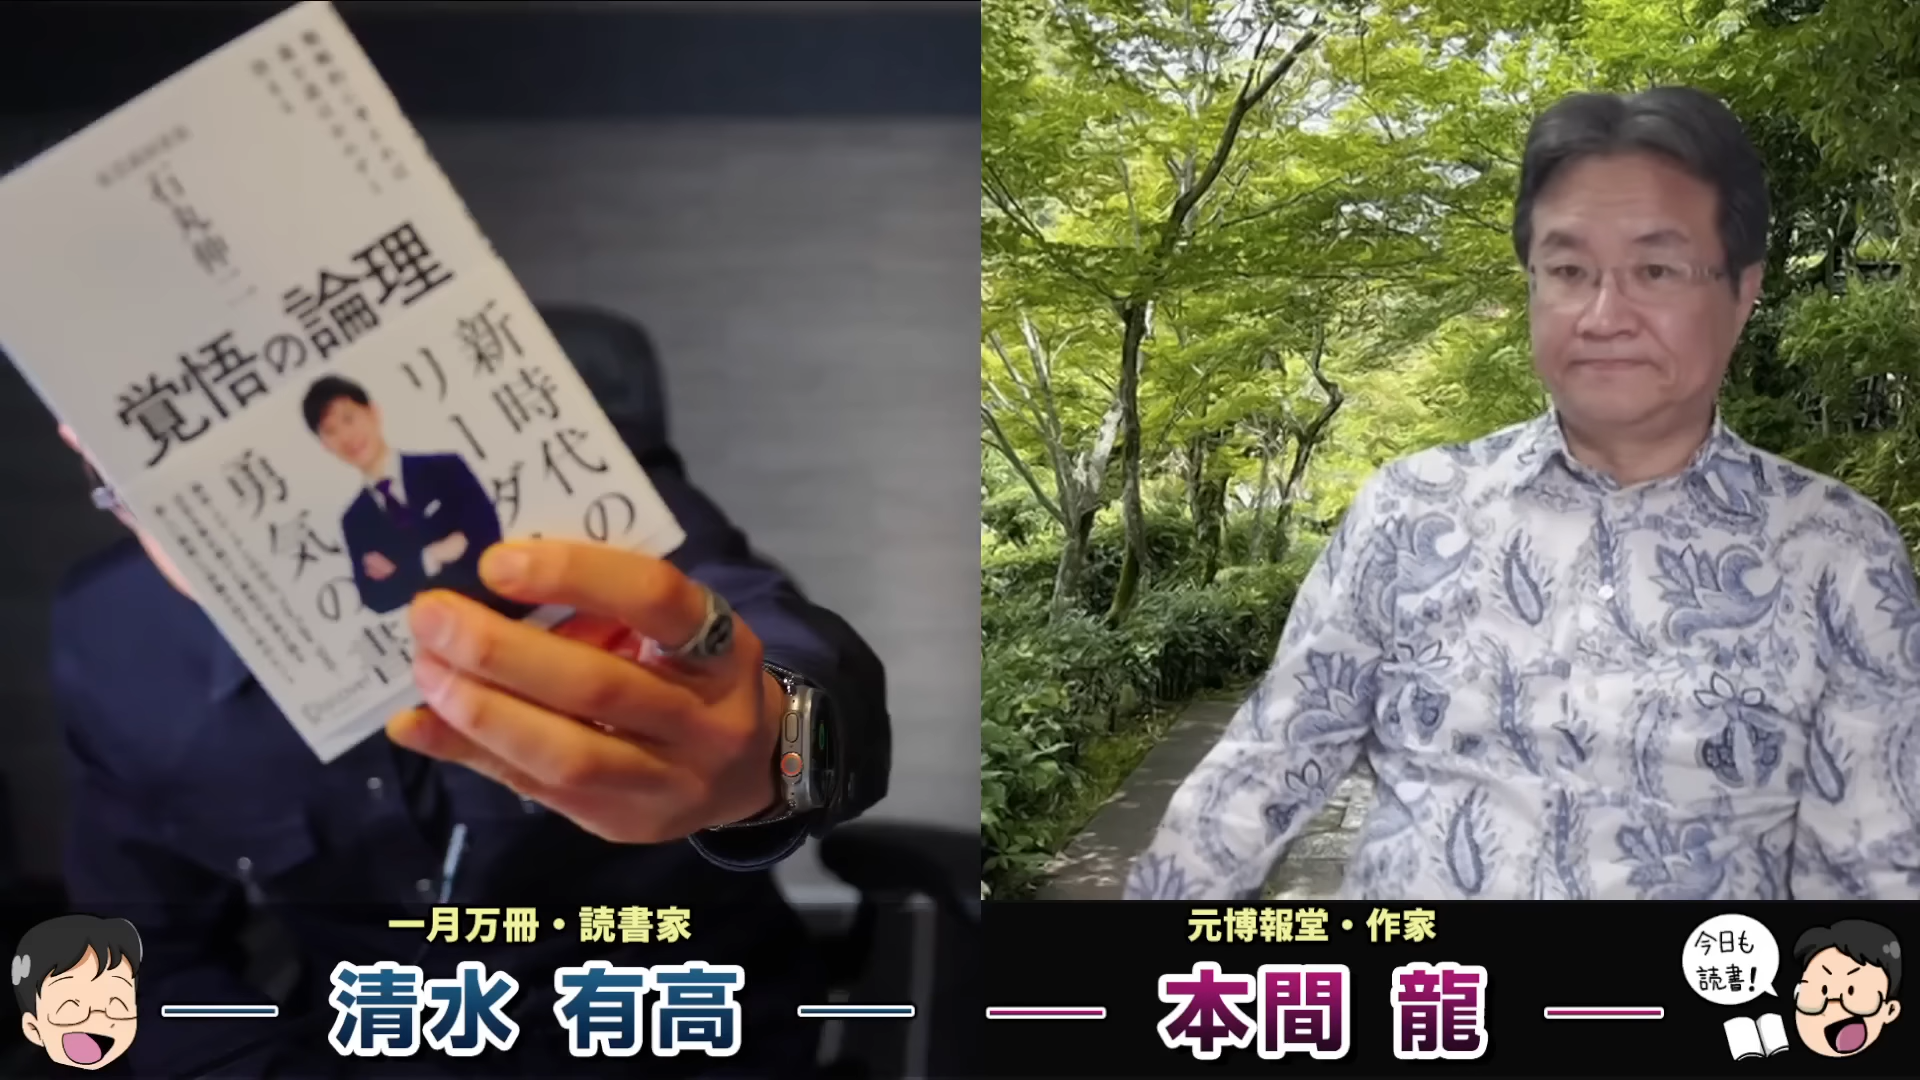 石丸伸二
覚悟の論理
新時代の
リーダー
勇気の
書
一月万冊・読書家
清水 有高
元博報堂・作家
本間 龍
今日も
読書!